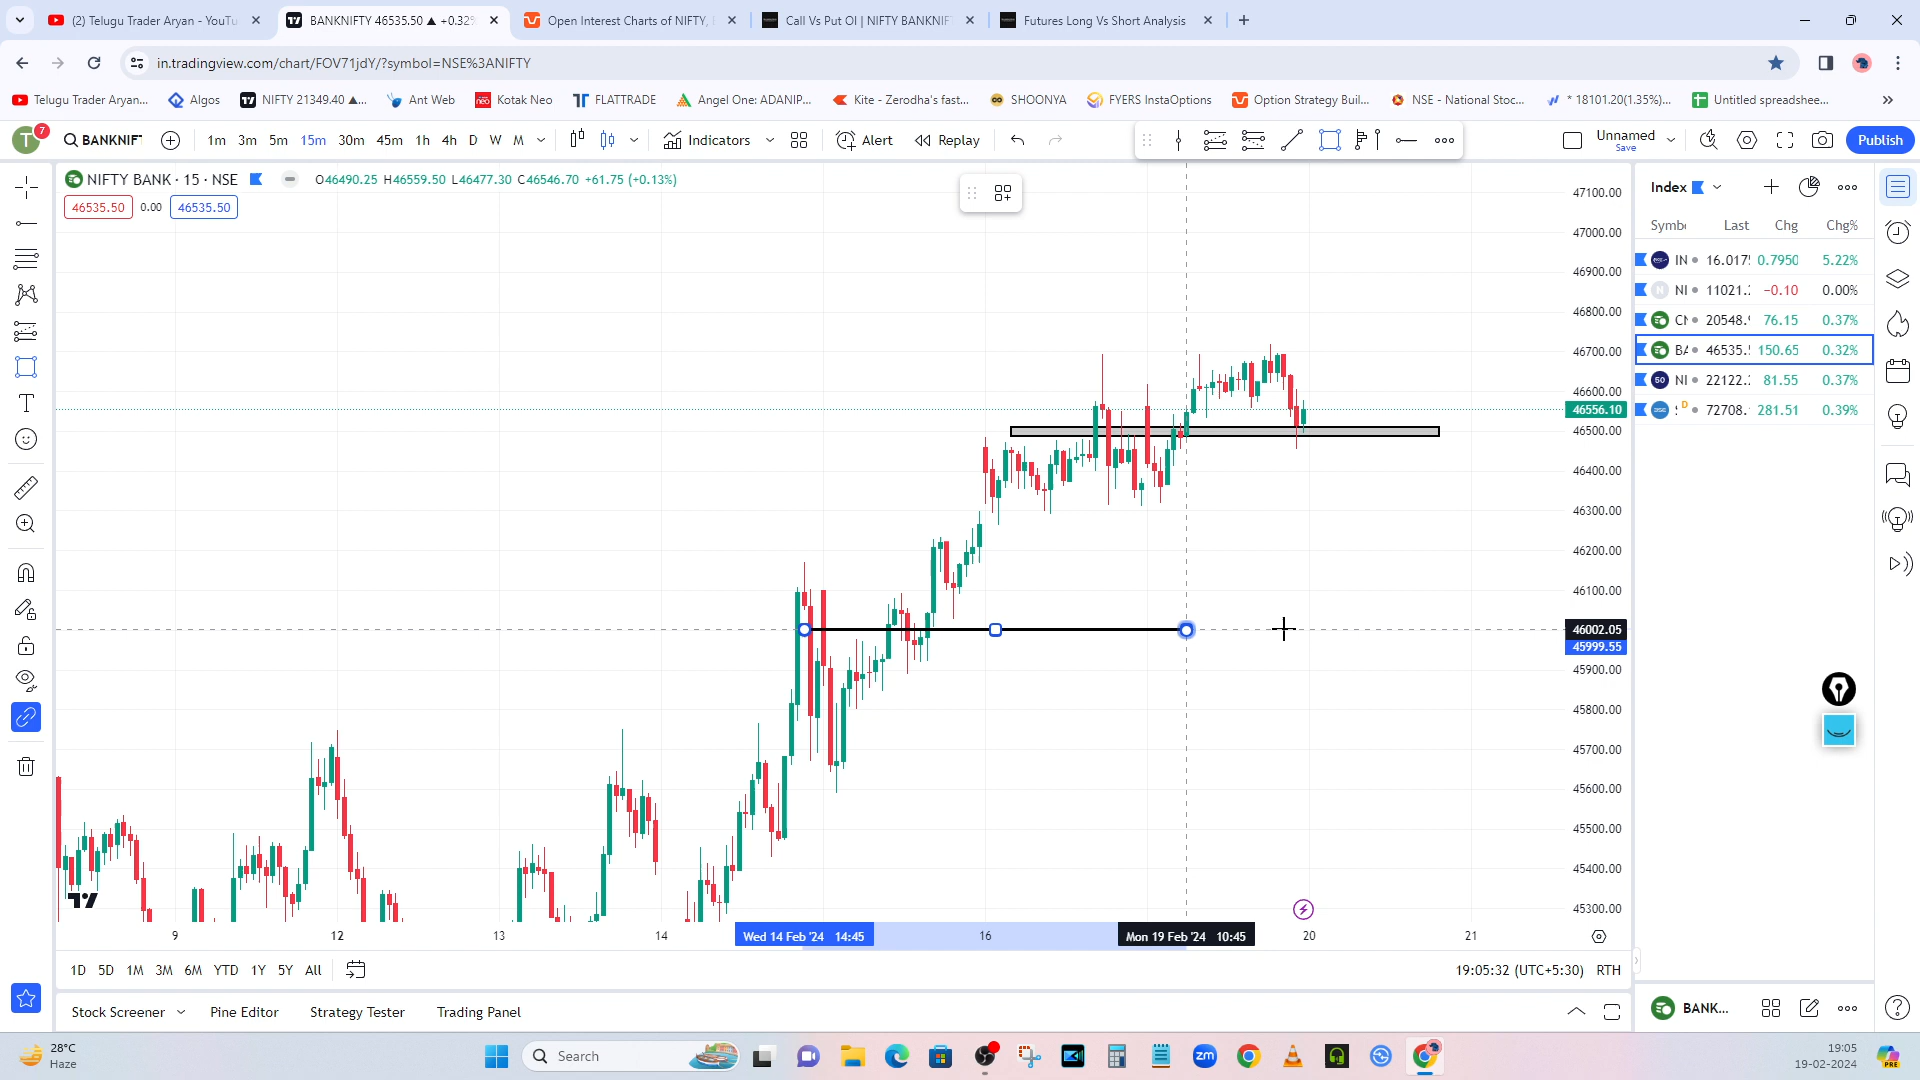 (2) Telugu Trader Aryan - YouTu
BANKNIFTY 46535.50 ▲ +0.32%
Open Interest Charts of NIFTY,
Call Vs Put OI | NIFTY BANKNIF
Futures Long Vs Short Analysis
in.tradingview.com/chart/FOV71jdY/?symbol=NSE%3ANIFTY
Telugu Trader Aryan...
Algos
NIFTY 21349.40 ▲...
Ant Web
Kotak Neo
FLATTRADE
Angel One: ADANIP...
Kite - Zerodha's fast...
SHOONYA
FYERS InstaOptions
Option Strategy Buil...
NSE - National Stoc...
* 18101.20(1.35%)...
Untitled spreadshee...
T 7
BANKNIF
1m 3m 5m 15m 30m 45m 1h 4h D W M
Indicators
Alert
Replay
Unnamed
Save
Publish
NIFTY BANK · 15 · NSE
O46490.25 H46559.50 L46477.30 C46546.70 +61.75 (+0.13%)
46535.50 0.00 46535.50
47100.00
47000.00
46900.00
46800.00
46700.00
46600.00
46556.10
46500.00
46400.00
46300.00
46200.00
46100.00
46002.05
45999.55
45900.00
45800.00
45700.00
45600.00
45500.00
45400.00
45300.00
Index
Last Chg Chg%
IN 16.017 0.7950 5.22%
NI 11021. −0.10 0.00%
CN 20548. 76.15 0.37%
BA 46535. 150.65 0.32%
50 NI 22122. 81.55 0.37%
D 72708. 281.51 0.39%
9 12 13 14 Wed 14 Feb '24 14:45 16 Mon 19 Feb '24 10:45 20 21
1D 5D 1M 3M 6M YTD 1Y 5Y All
19:05:32 (UTC+5:30) RTH
Stock Screener
Pine Editor
Strategy Tester
Trading Panel
BANK...
28°C
Haze
Search
zm
19:05
19-02-2024
PRE